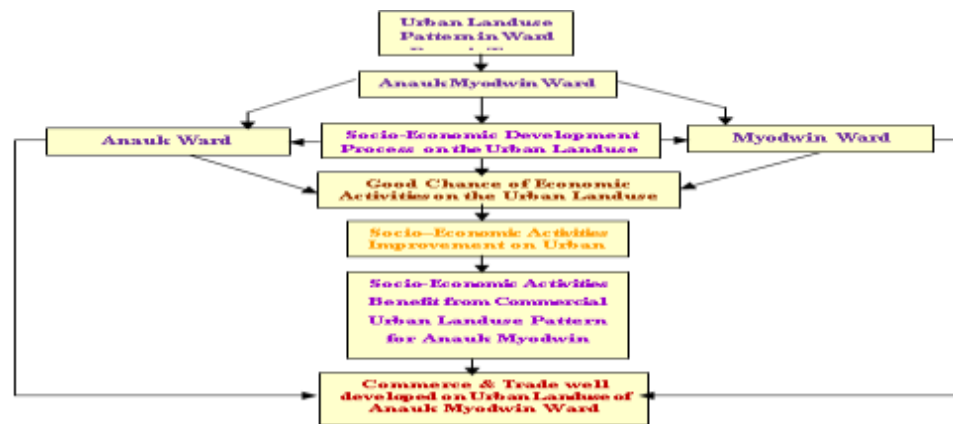 Urban Landuse
Pattern in Ward
Anauk Myodwin Ward
Anauk Ward
Socio-Economic Development
Process on the Urban Landuse
Myodwin Ward
Good Chance of Economic
Activities on the Urban Landuse
Socio–Economic Activities
Improvement on Urban
Socio-Economic Activities
Benefit from Commercial
Urban Landuse Pattern
for Anauk Myodwin
Commerce & Trade well
developed on Urban Landuse of
Anauk Myodwin Ward